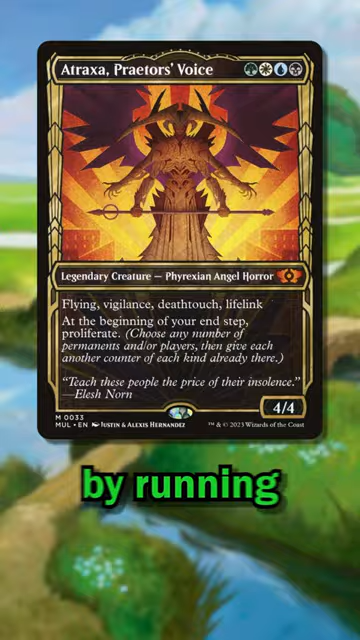 Atraxa, Praetors' Voice
Legendary Creature — Phyrexian Angel Horror
Flying, vigilance, deathtouch, lifelink
At the beginning of your end step,
proliferate. (Choose any number of
permanents and/or players, then give each
another counter of each kind already there.)
“Teach these people the price of their insolence.”
—Elesh Norn
4/4
M 0033
MUL • EN Justin & Alexis Hernandez
™ & © 2023 Wizards of the Coast
by running